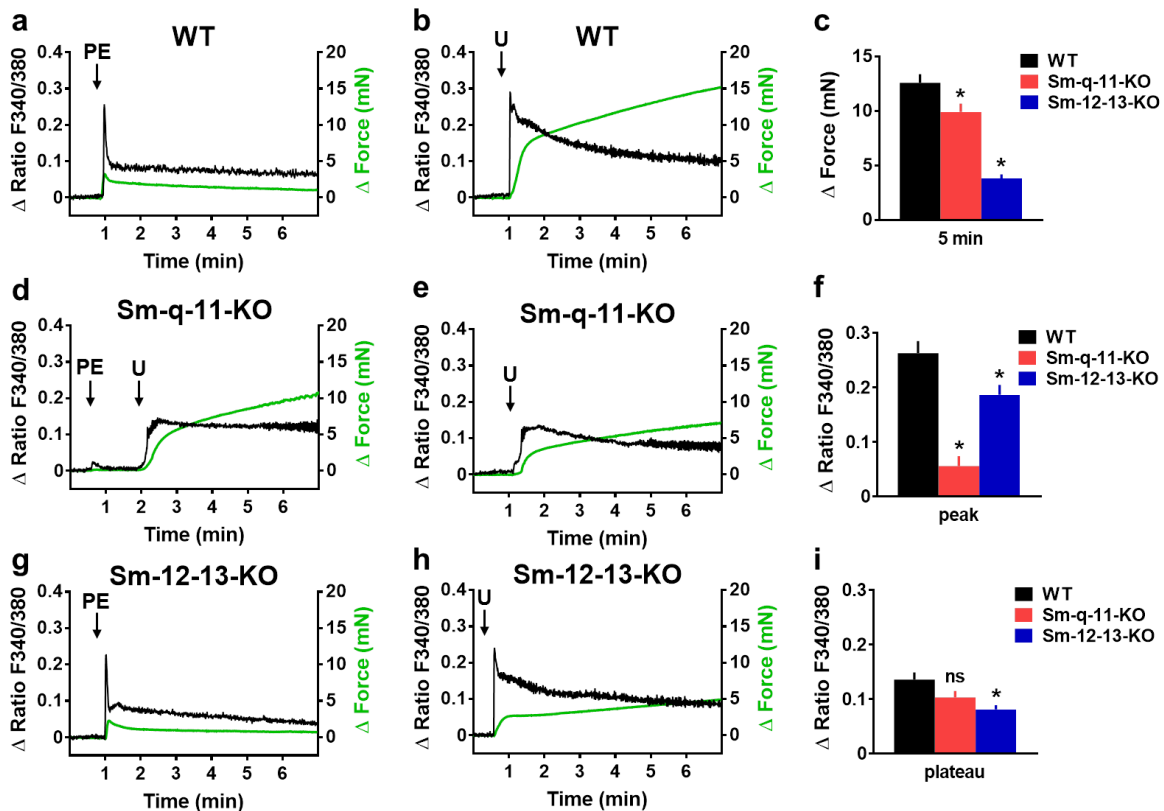 a
WT
PE
Δ Ratio F340/380
0.4
0.3
0.2
0.1
0
20
15
10
5
0
Δ Force (mN)
1 2 3 4 5 6
Time (min)
b
WT
U
Δ Ratio F340/380
0.4
0.3
0.2
0.1
0
20
15
10
5
0
Δ Force (mN)
1 2 3 4 5 6
Time (min)
c
WT
Sm-q-11-KO
Sm-12-13-KO
Δ Force (mN)
15
10
5
0
* *
5 min
d
Sm-q-11-KO
PE U
Δ Ratio F340/380
0.4
0.3
0.2
0.1
0
20
15
10
5
0
Δ Force (mN)
1 2 3 4 5 6
Time (min)
e
Sm-q-11-KO
U
Δ Ratio F340/380
0.4
0.3
0.2
0.1
0
20
15
10
5
0
Δ Force (mN)
1 2 3 4 5 6
Time (min)
f
WT
Sm-q-11-KO
Sm-12-13-KO
Δ Ratio F340/380
0.3
0.2
0.1
0
* *
peak
g
Sm-12-13-KO
PE
Δ Ratio F340/380
0.4
0.3
0.2
0.1
0
20
15
10
5
0
Δ Force (mN)
1 2 3 4 5 6
Time (min)
h
Sm-12-13-KO
U
Δ Ratio F340/380
0.4
0.3
0.2
0.1
0
20
15
10
5
0
Δ Force (mN)
1 2 3 4 5 6
Time (min)
i
WT
Sm-q-11-KO
Sm-12-13-KO
Δ Ratio F340/380
0.3
0.2
0.1
0
ns *
plateau